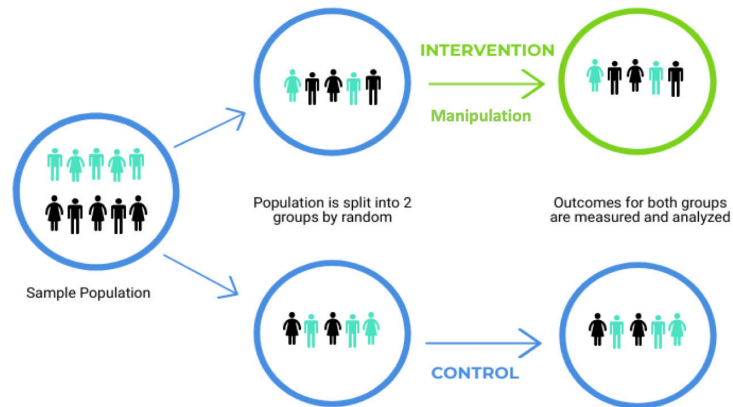 INTERVENTION
Manipulation
Population is split into 2
groups by random
Outcomes for both groups
are measured and analyzed
Sample Population
CONTROL